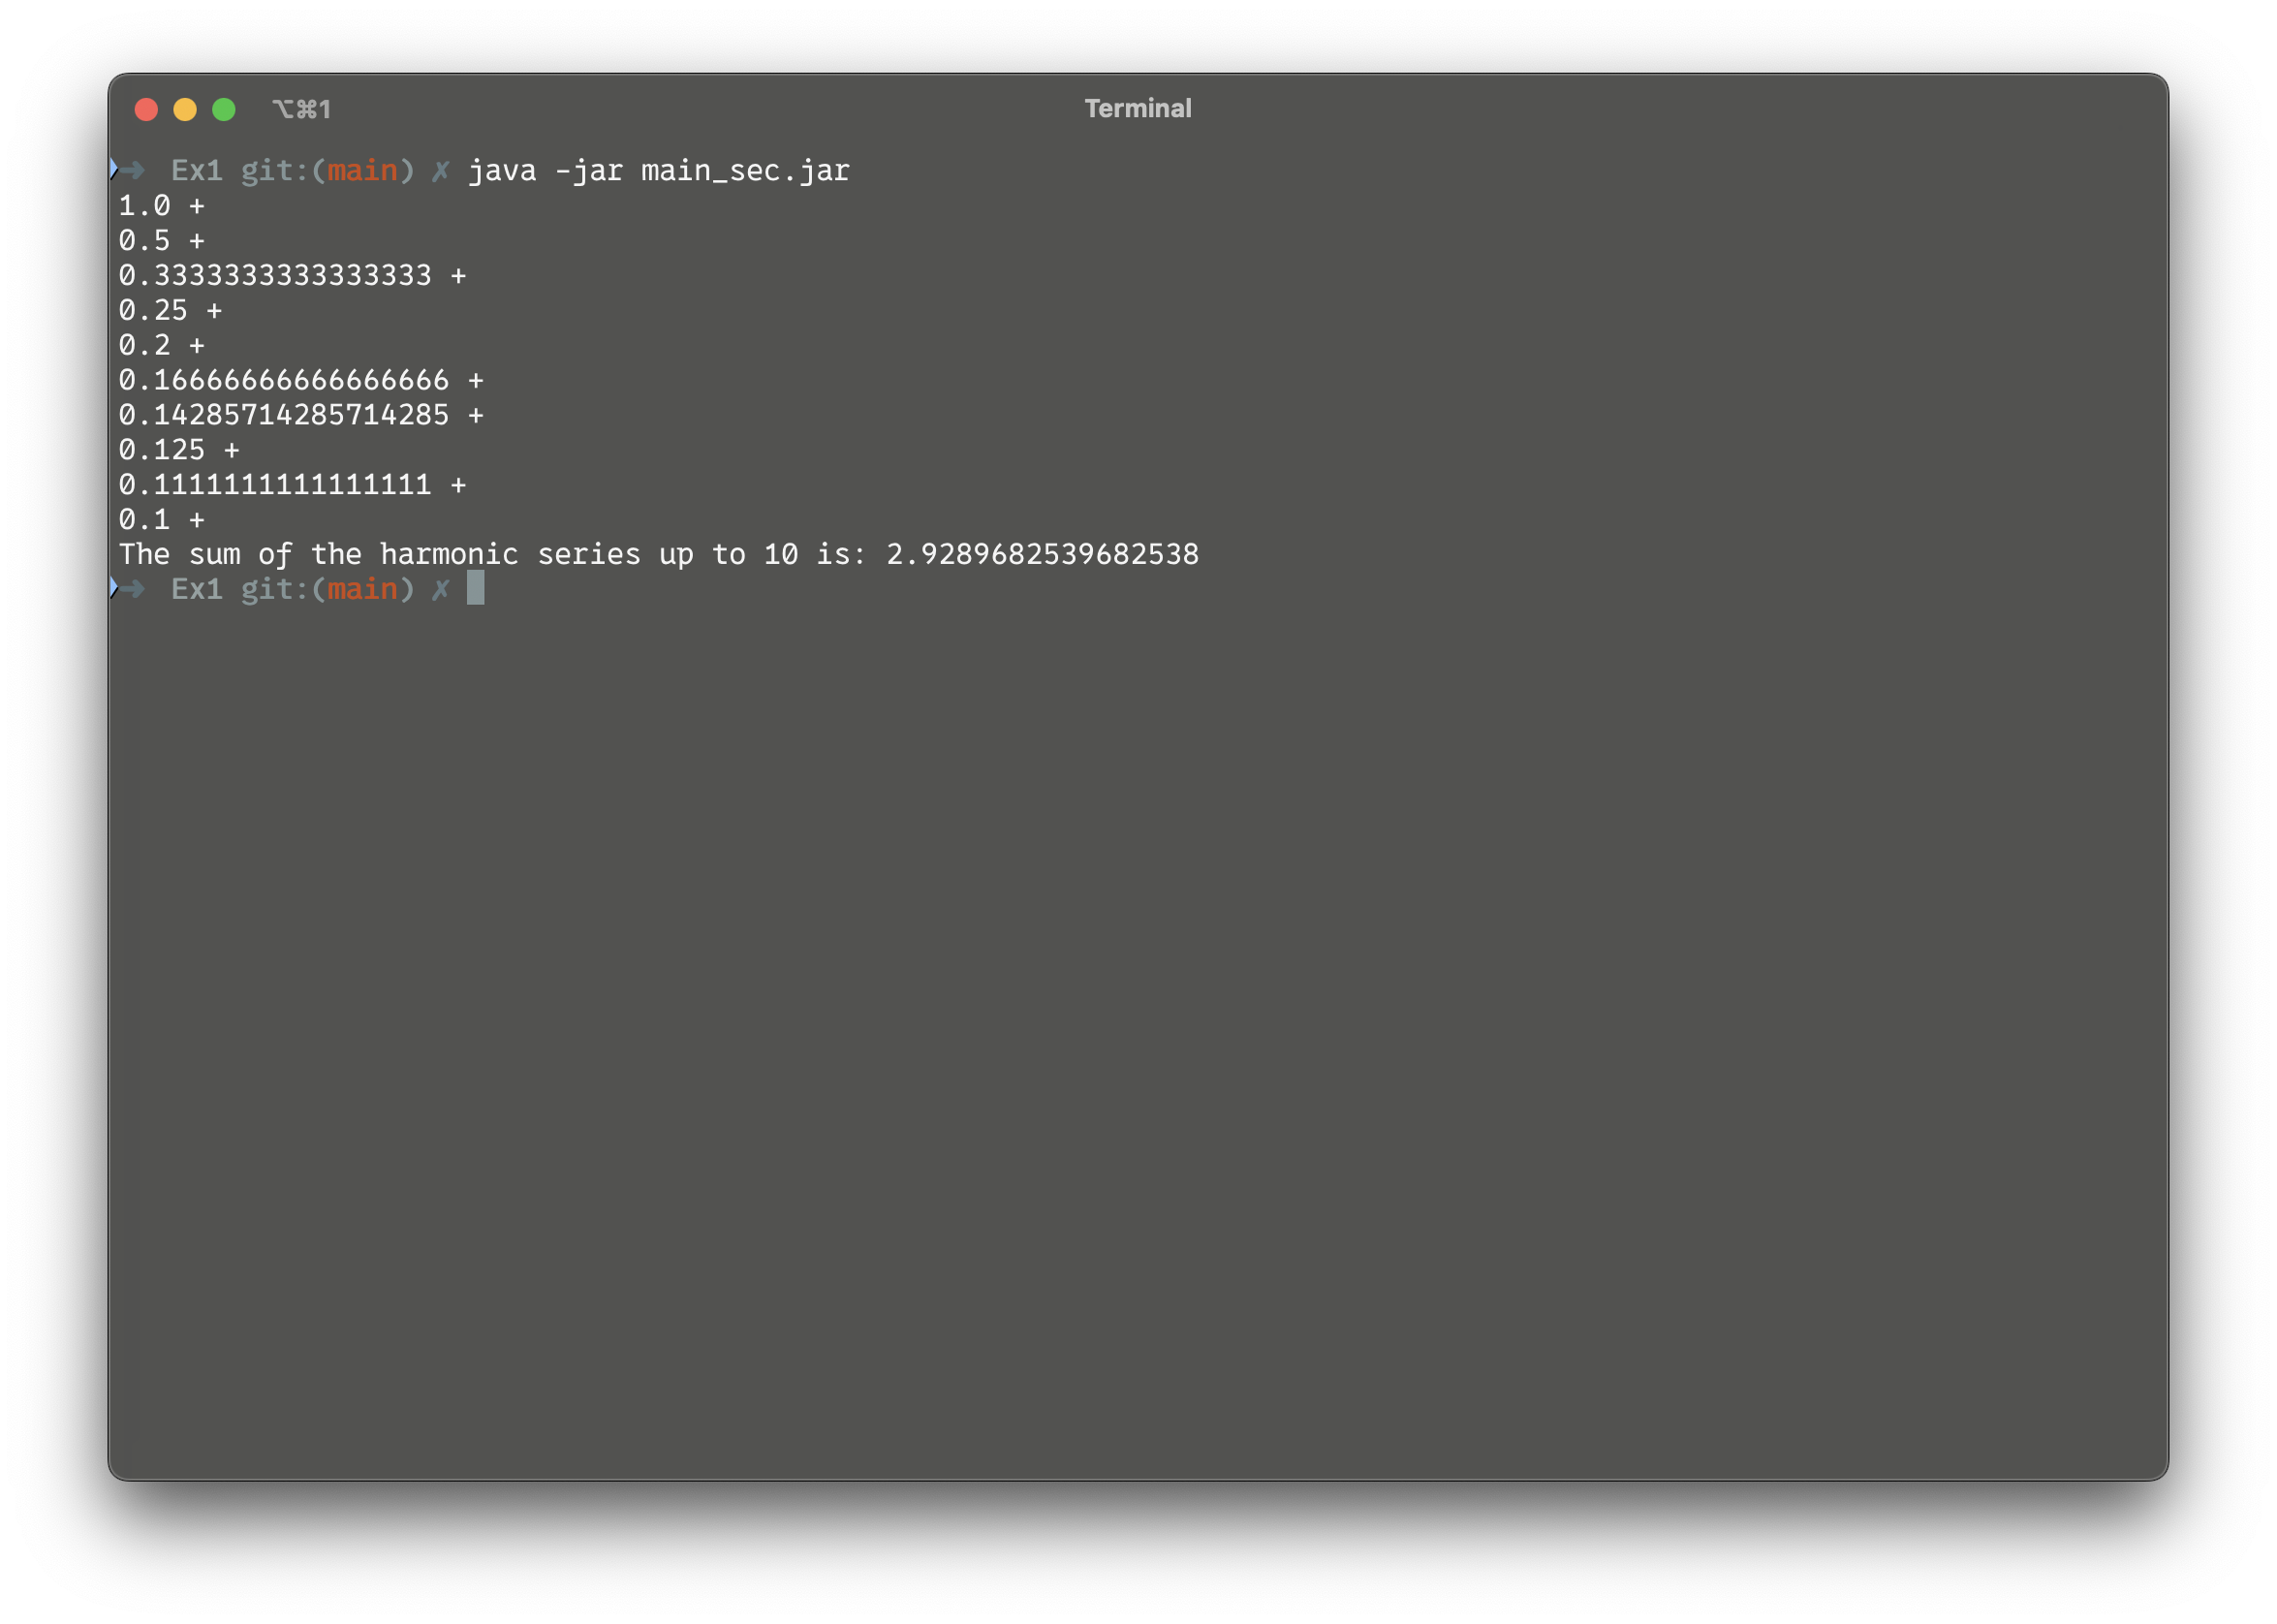 ⌥⌘1 Terminal
➜ Ex1 git:(main) ✗ java -jar main_sec.jar
1.0 +
0.5 +
0.3333333333333333 +
0.25 +
0.2 +
0.16666666666666666 +
0.14285714285714285 +
0.125 +
0.1111111111111111 +
0.1 +
The sum of the harmonic series up to 10 is: 2.9289682539682538
➜ Ex1 git:(main) ✗